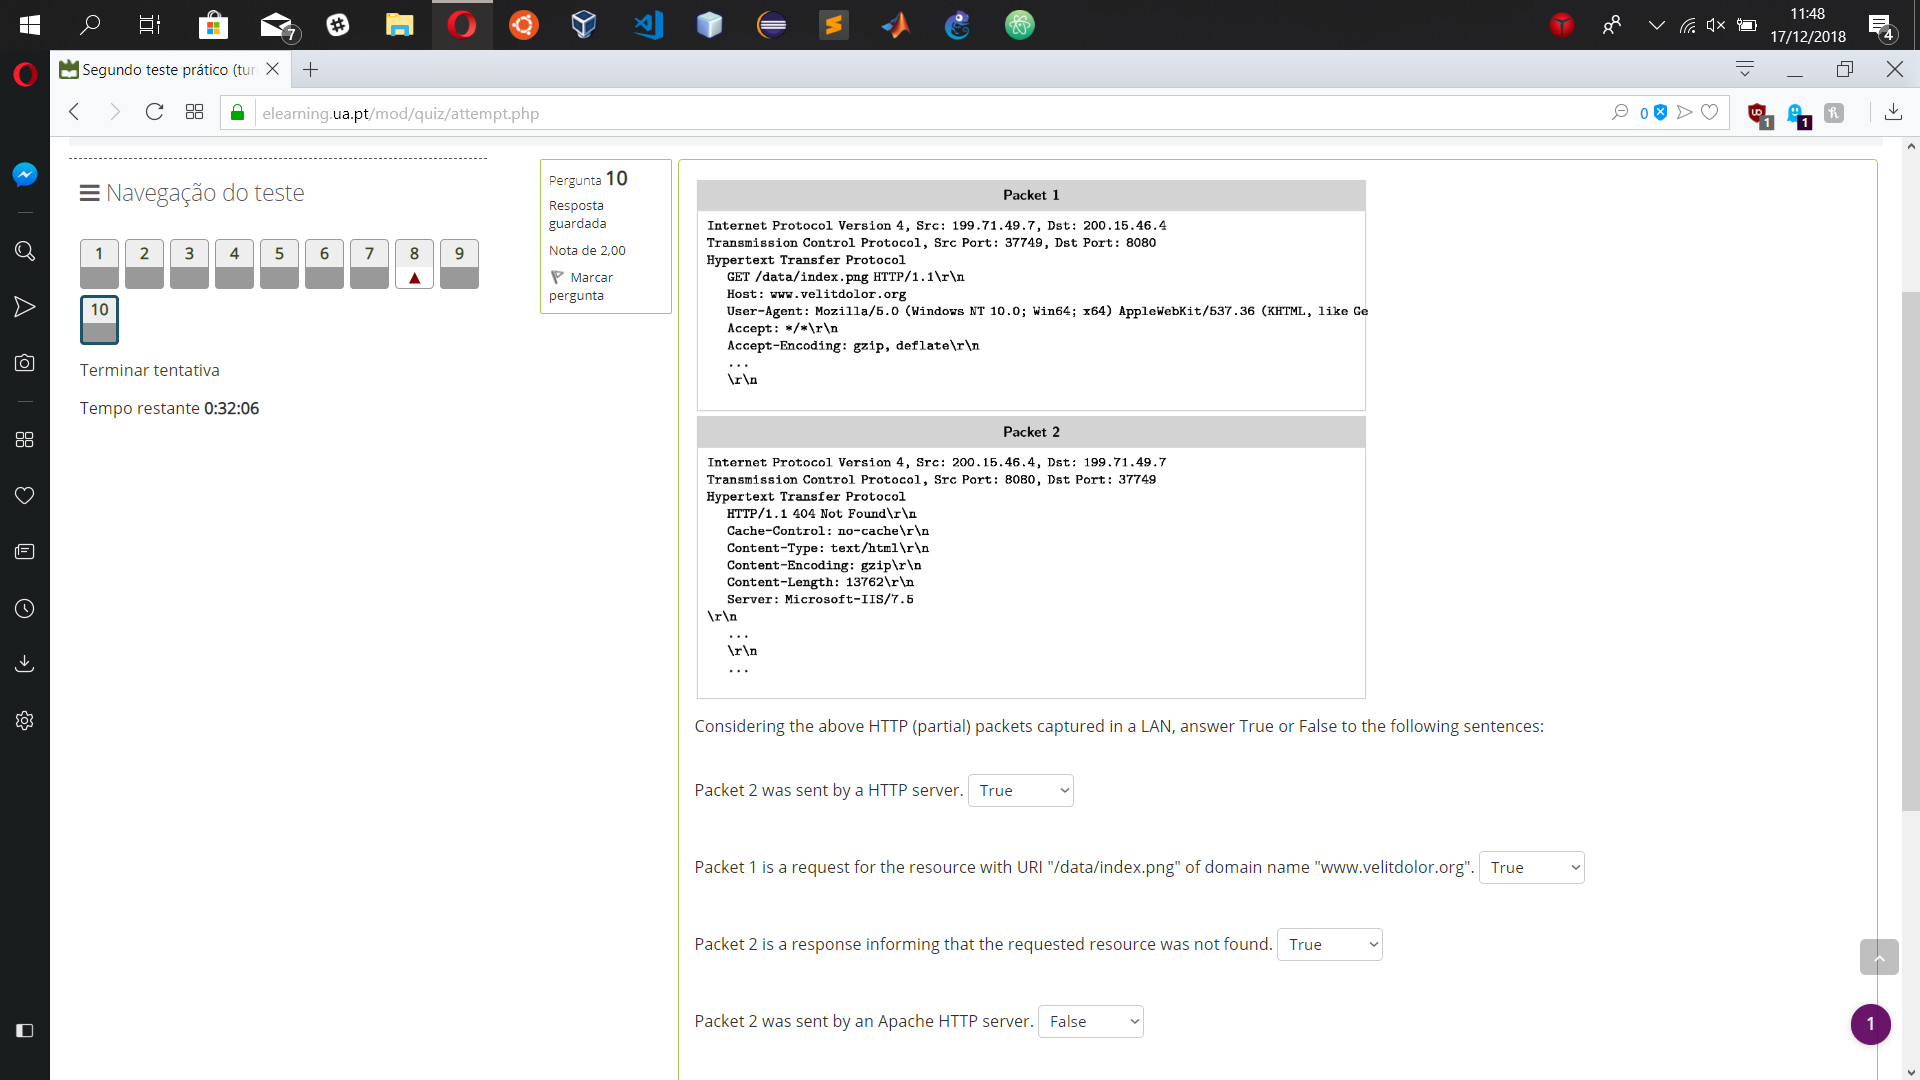 7
11:48
17/12/2018
4
Segundo teste prático (tur
elearning.ua.pt/mod/quiz/attempt.php
0
1
1
Navegação do teste
1 2 3 4 5 6 7 8 9
10
Terminar tentativa
Tempo restante 0:32:06
Pergunta 10
Resposta
guardada
Nota de 2,00
Marcar
pergunta
Packet 1
Internet Protocol Version 4, Src: 199.71.49.7, Dst: 200.15.46.4
Transmission Control Protocol, Src Port: 37749, Dst Port: 8080
Hypertext Transfer Protocol
GET /data/index.png HTTP/1.1\r\n
Host: www.velitdolor.org
User-Agent: Mozilla/5.0 (Windows NT 10.0; Win64; x64) AppleWebKit/537.36 (KHTML, like Ge
Accept: */*\r\n
Accept-Encoding: gzip, deflate\r\n
...
\r\n
Packet 2
Internet Protocol Version 4, Src: 200.15.46.4, Dst: 199.71.49.7
Transmission Control Protocol, Src Port: 8080, Dst Port: 37749
Hypertext Transfer Protocol
HTTP/1.1 404 Not Found\r\n
Cache-Control: no-cache\r\n
Content-Type: text/html\r\n
Content-Encoding: gzip\r\n
Content-Length: 13762\r\n
Server: Microsoft-IIS/7.5
\r\n
...
\r\n
...
Considering the above HTTP (partial) packets captured in a LAN, answer True or False to the following sentences:
Packet 2 was sent by a HTTP server. True
Packet 1 is a request for the resource with URI "/data/index.png" of domain name "www.velitdolor.org". True
Packet 2 is a response informing that the requested resource was not found. True
Packet 2 was sent by an Apache HTTP server. False
1